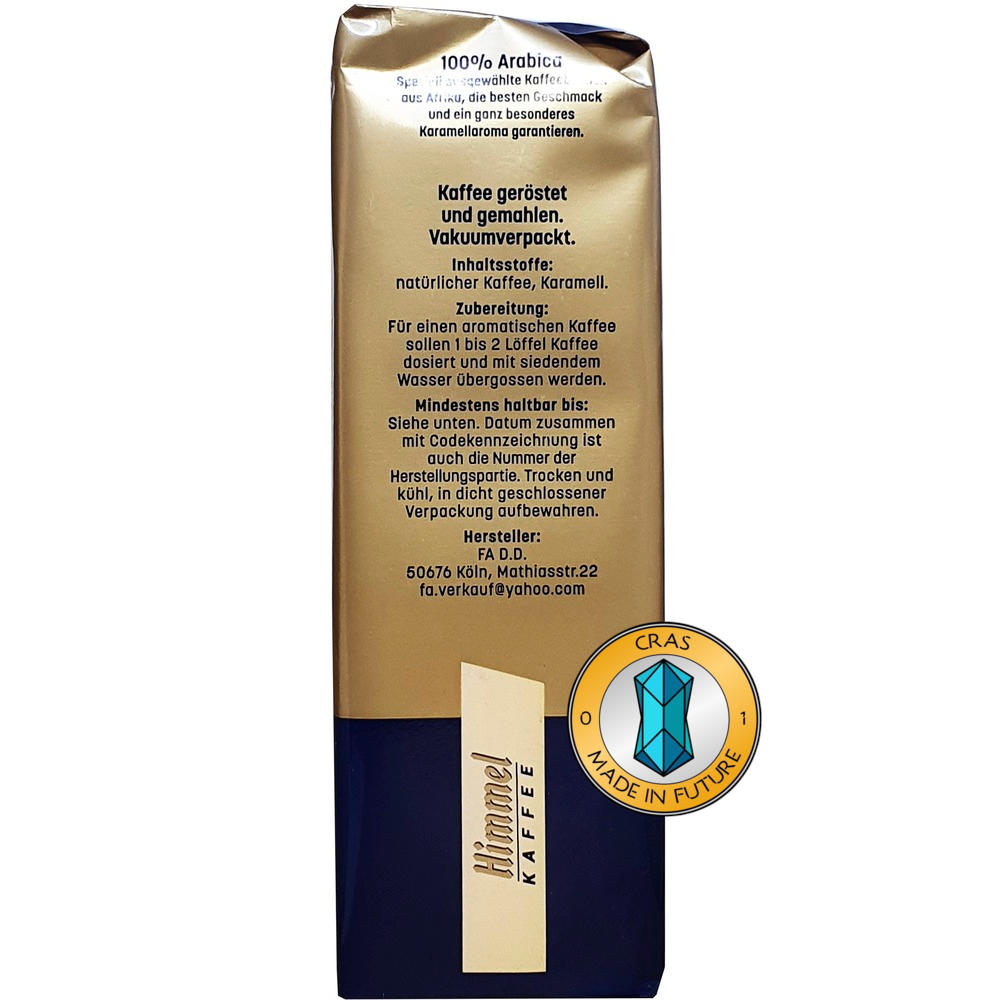 100% Arabica
ausgewählte
aus Afrika, die besten Geschmack
und ein ganz besonderes
Karamellaroma garantieren.
Kaffee geröstet
und gemahlen.
Vakuumverpackt.
Inhaltsstoffe:
natürlicher Kaffee, Karamell.
Zubereitung:
Für einen aromatischen Kaffee
sollen 1 bis 2 Löffel Kaffee
dosiert und mit siedendem
Wasser übergossen werden.
Mindestens haltbar bis:
Siehe unten. Datum zusammen
mit Codekennzeichnung ist
auch die Nummer der
Herstellungspartie. Trocken und
kühl, in dicht geschlossener
Verpackung aufbewahren.
Hersteller:
FA D.D.
50676 Köln, Mathiasstr.22
fa.verkauf@yahoo.com
Himmel
KAFFEE
CRAS
0 1
MADE IN FUTURE